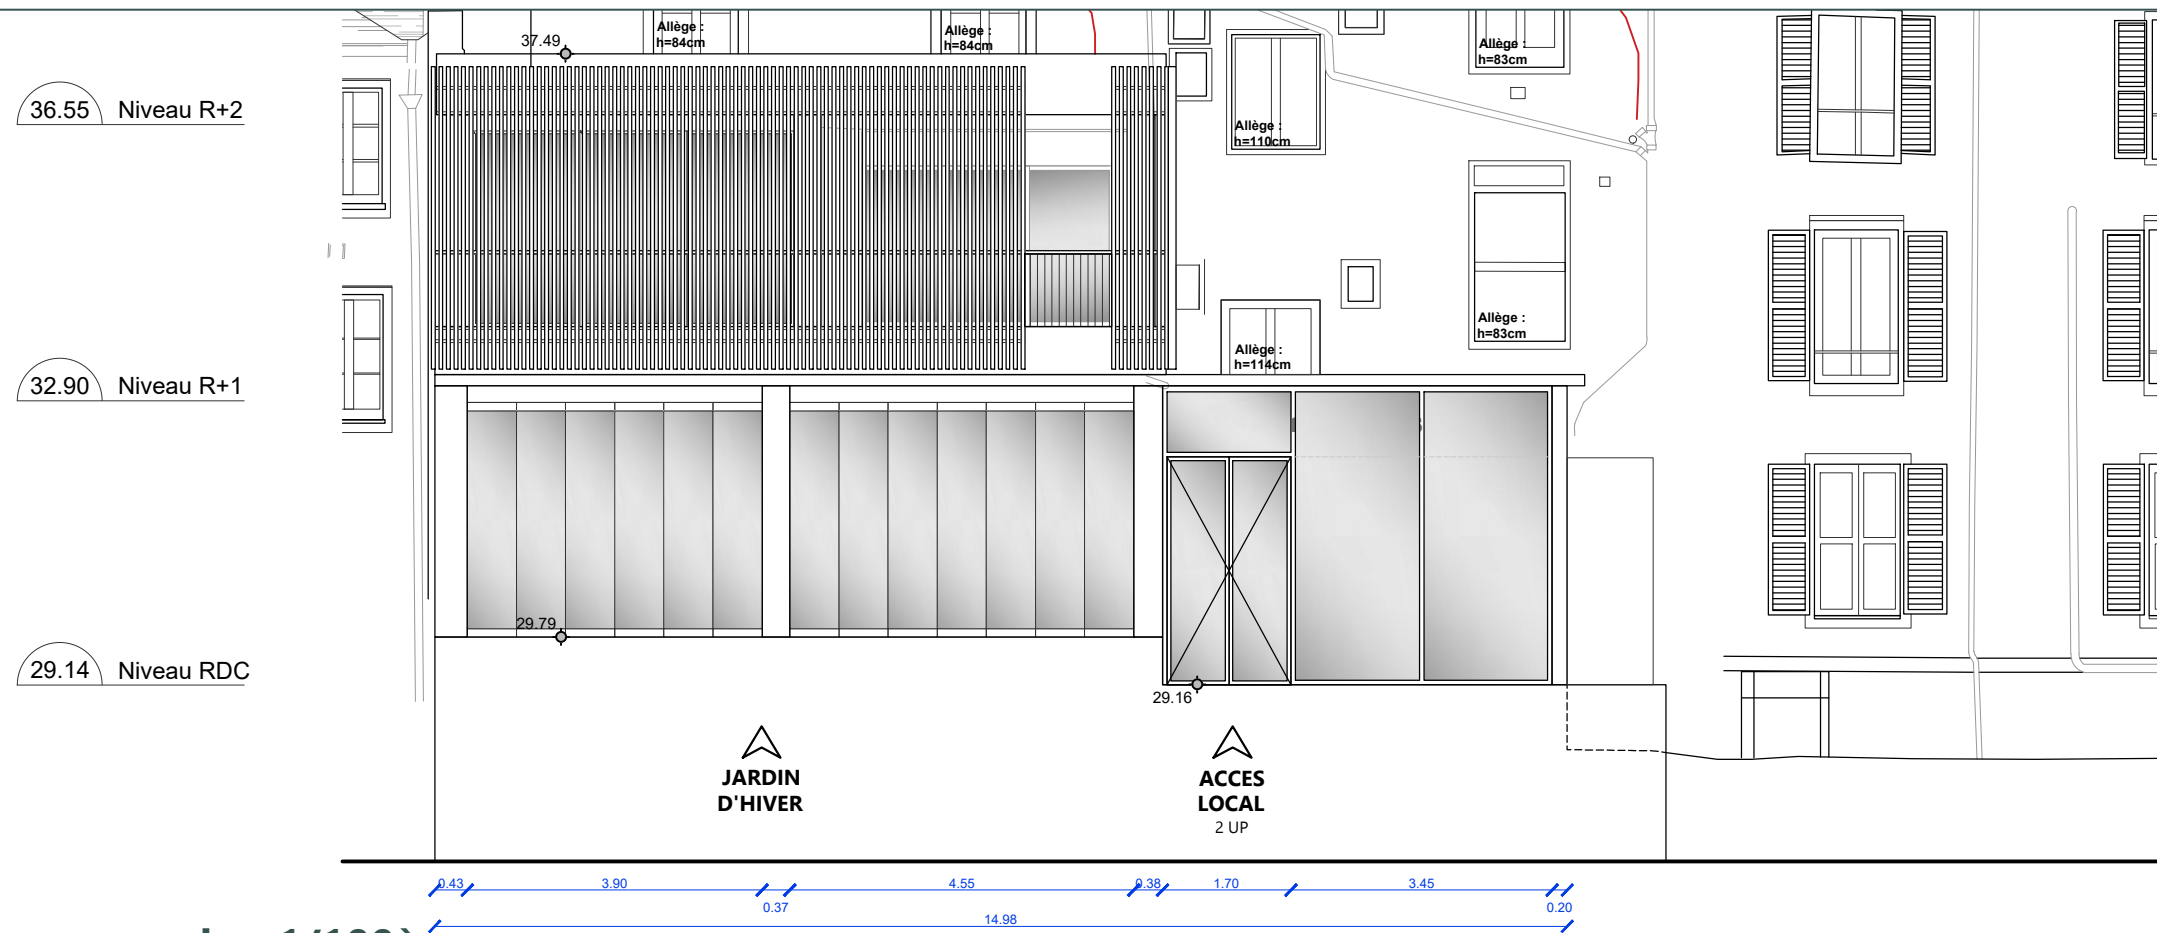 37.49
Allège :
h=84cm
Allège :
h=84cm
Allège :
h=83cm
36.55 Niveau R+2
Allège :
h=110cm
Allège :
h=83cm
Allège :
h=114cm
32.90 Niveau R+1
29.79
29.14 Niveau RDC
29.16
JARDIN
D'HIVER
ACCES
LOCAL
2 UP
0.43 3.90 4.55 0.38 1.70 3.45
0.37 0.20
14.98